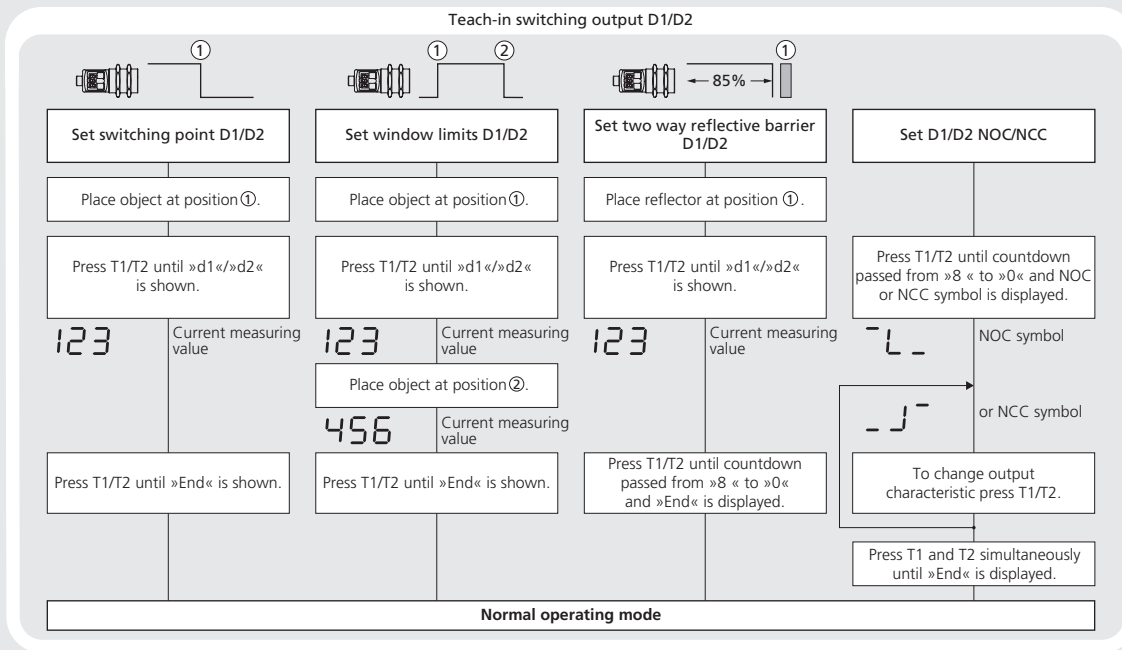 Teach-in switching output D1/D2
①
① ②
85%
①
Set switching point D1/D2
Place object at position ①.
Press T1/T2 until »d1«/»d2«
is shown.
123
Current measuring
value
Press T1/T2 until »End« is shown.
Set window limits D1/D2
Place object at position ①.
Press T1/T2 until »d1«/»d2«
is shown.
123
Current measuring
value
Place object at position ②.
456
Current measuring
value
Press T1/T2 until »End« is shown.
Set two way reflective barrier
D1/D2
Place reflector at position ①.
Press T1/T2 until »d1«/»d2«
is shown.
123
Current measuring
value
Press T1/T2 until countdown
passed from »8 « to »0«
and »End« is displayed.
Set D1/D2 NOC/NCC
Press T1/T2 until countdown
passed from »8 « to »0« and NOC
or NCC symbol is displayed.
NOC symbol
or NCC symbol
To change output
characteristic press T1/T2.
Press T1 and T2 simultaneously
until »End« is displayed.
Normal operating mode